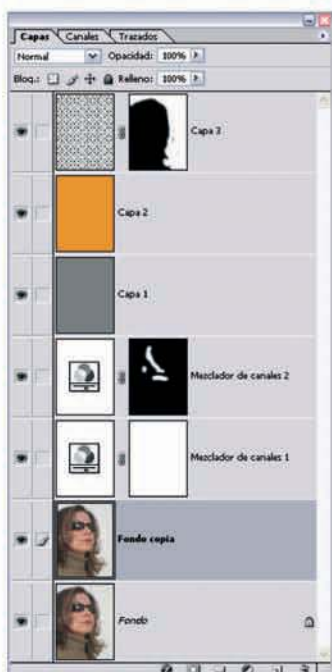 Capas Canales Trazados
Normal Opacidad: 100%
Bloq.: Relleno: 100%
Capa 3
Capa 2
Capa 1
Mezclador de canales 2
Mezclador de canales 1
Fondo copia
Fondo